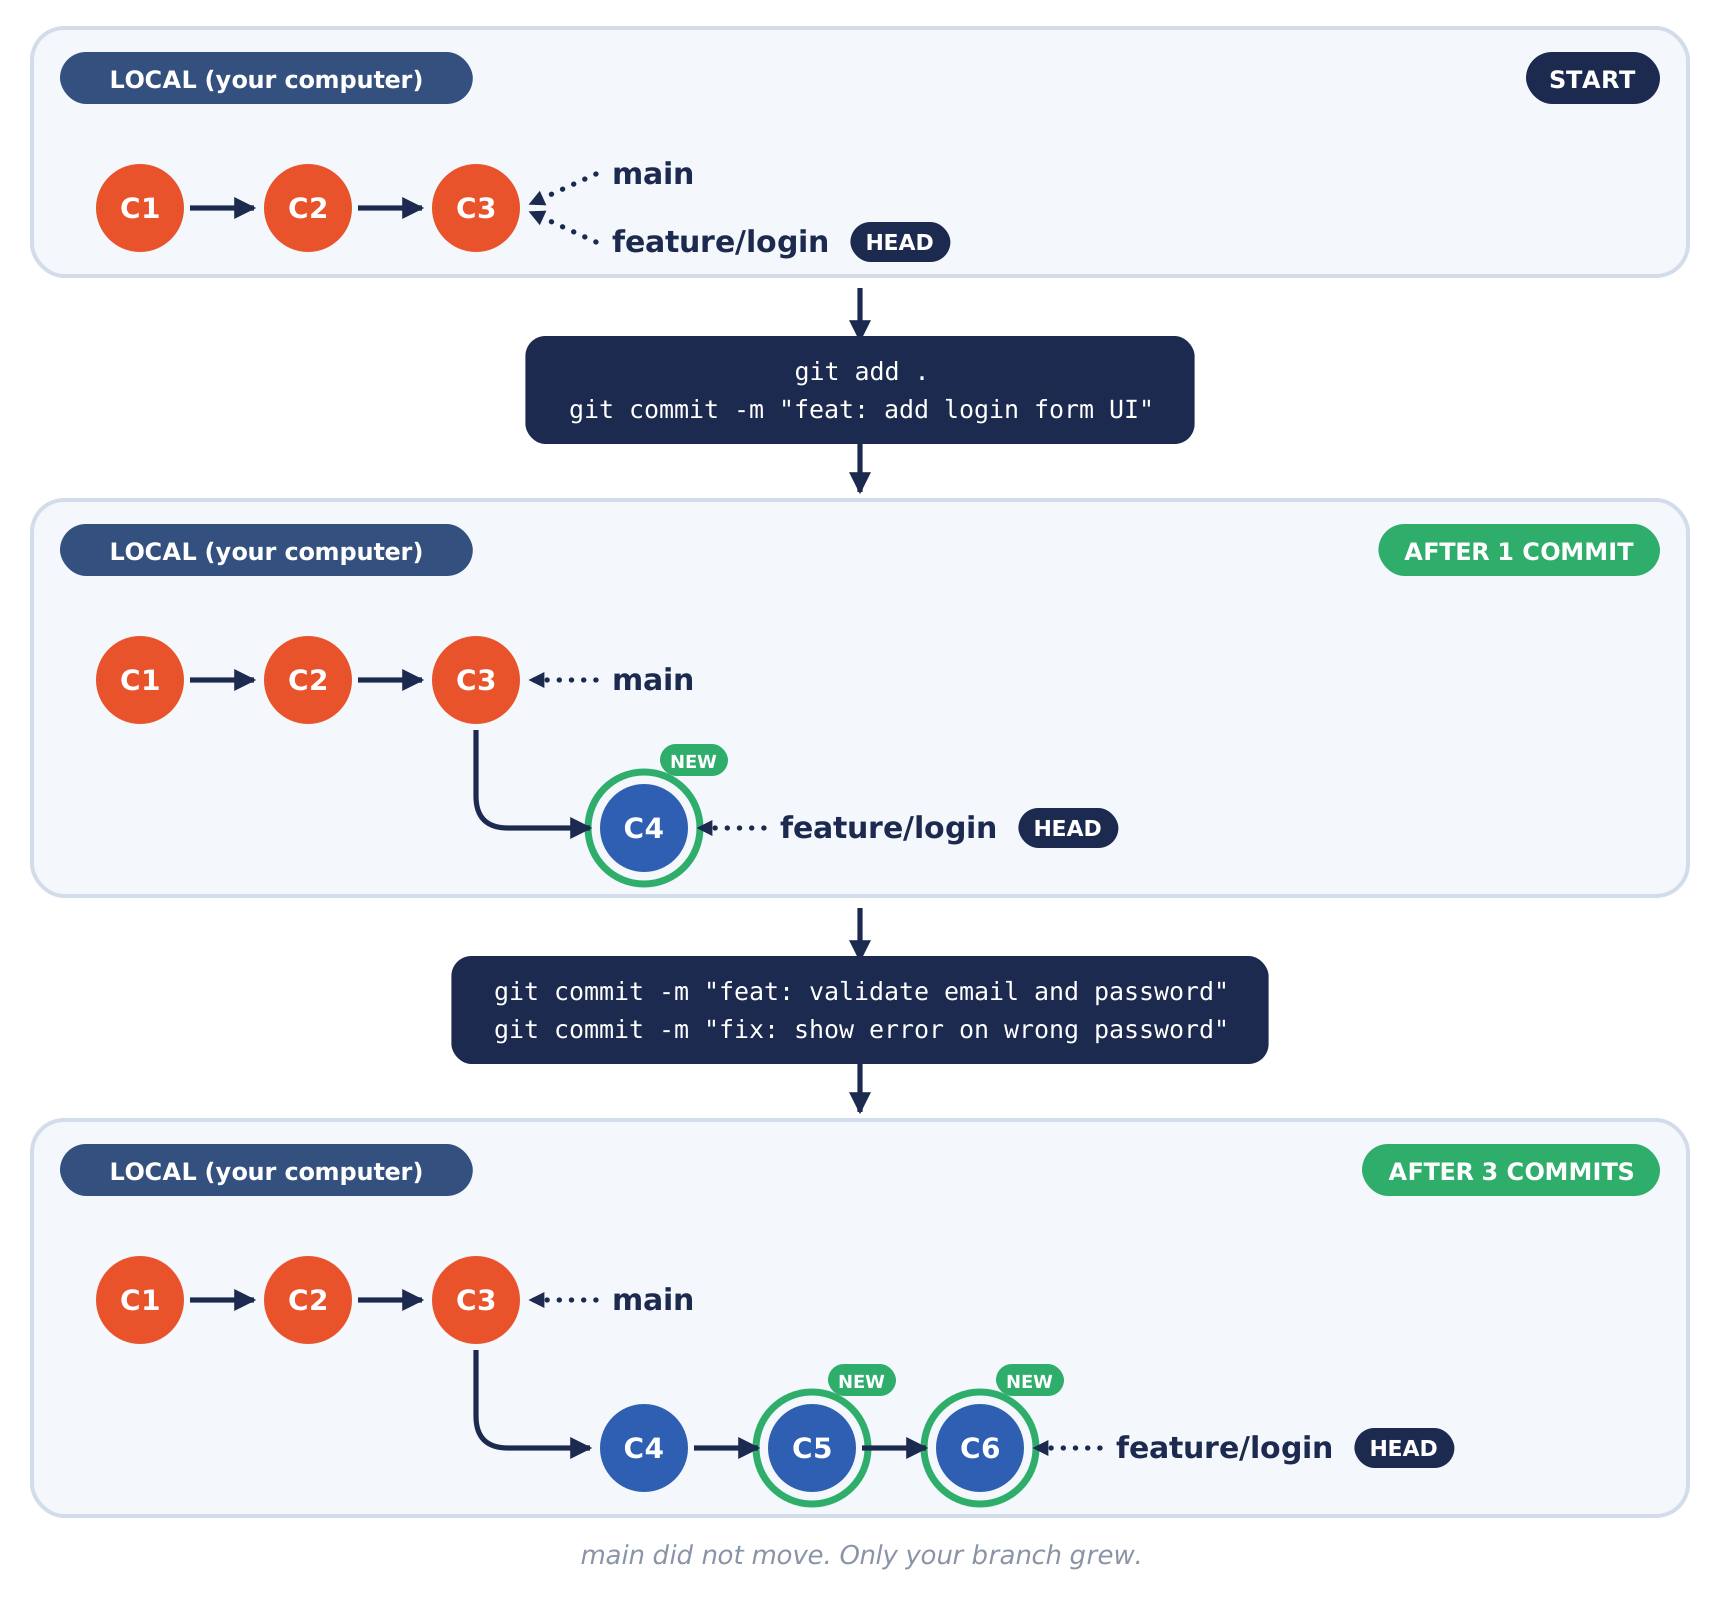 LOCAL (your computer)
START
C1
C2
C3
main
feature/login
HEAD
git add .
git commit -m "feat: add login form UI"
LOCAL (your computer)
AFTER 1 COMMIT
C1
C2
C3
main
NEW
C4
feature/login
HEAD
git commit -m "feat: validate email and password"
git commit -m "fix: show error on wrong password"
LOCAL (your computer)
AFTER 3 COMMITS
C1
C2
C3
main
NEW
NEW
C4
C5
C6
feature/login
HEAD
main did not move. Only your branch grew.